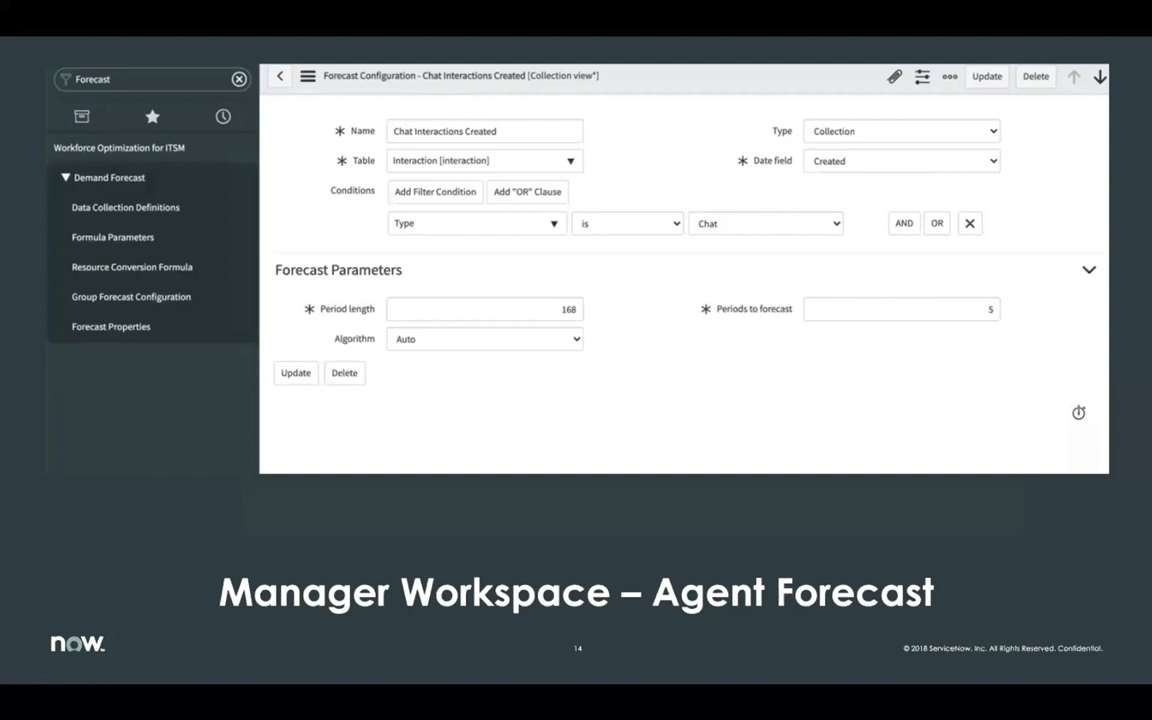 Forecast
Workforce Optimization for ITSM
Demand Forecast
Data Collection Definitions
Formula Parameters
Resource Conversion Formula
Group Forecast Configuration
Forecast Properties
Forecast Configuration - Chat Interactions Created [Collection view*]
Update
Delete
Name Chat Interactions Created
Type Collection
Table Interaction [interaction]
Date field Created
Conditions Add Filter Condition Add "OR" Clause
Type is Chat AND OR
Forecast Parameters
Period length 168
Periods to forecast 5
Algorithm Auto
Update Delete
Manager Workspace – Agent Forecast
now.
14
© 2018 ServiceNow, Inc. All Rights Reserved. Confidential.